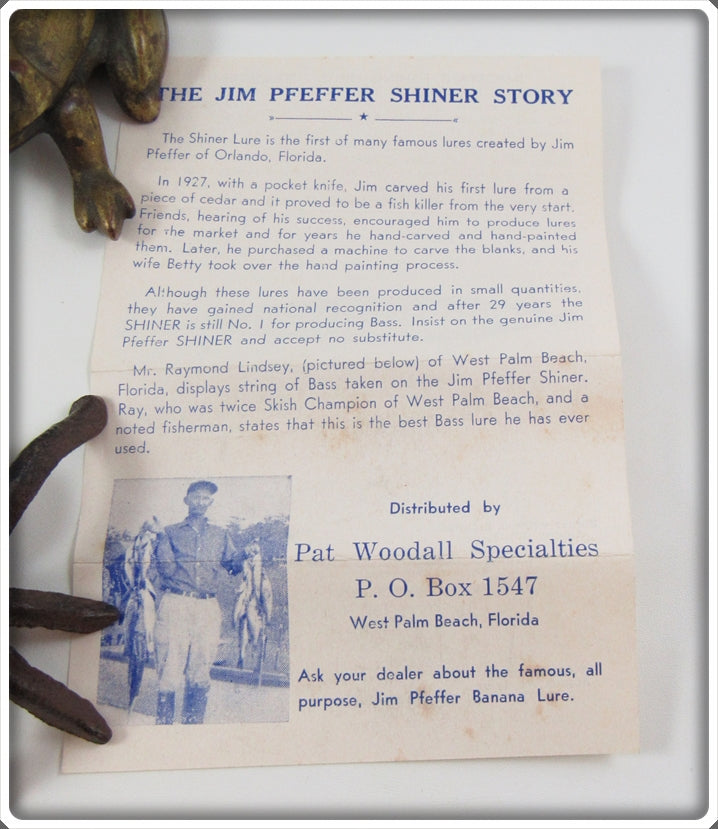 THE JIM PFEFFER SHINER STORY
The Shiner Lure is the first of many famous lures created by Jim
Pfeffer of Orlando, Florida.
In 1927, with a pocket knife, Jim carved his first lure from a
piece of cedar and it proved to be a fish killer from the very start.
Friends, hearing of his success, encouraged him to produce lures
for the market and for years he hand-carved and hand-painted
them. Later, he purchased a machine to carve the blanks, and his
wife Betty took over the hand painting process.
Although these lures have been produced in small quantities,
they have gained national recognition and after 29 years the
SHINER is still No. 1 for producing Bass. Insist on the genuine Jim
Pfeffer SHINER and accept no substitute.
Mr. Raymond Lindsey, (pictured below) of West Palm Beach,
Florida, displays string of Bass taken on the Jim Pfeffer Shiner.
Ray, who was twice Skish Champion of West Palm Beach, and a
noted fisherman, states that this is the best Bass lure he has ever
used.
Distributed by
Pat Woodall Specialties
P. O. Box 1547
West Palm Beach, Florida
Ask your dealer about the famous, all
purpose, Jim Pfeffer Banana Lure.